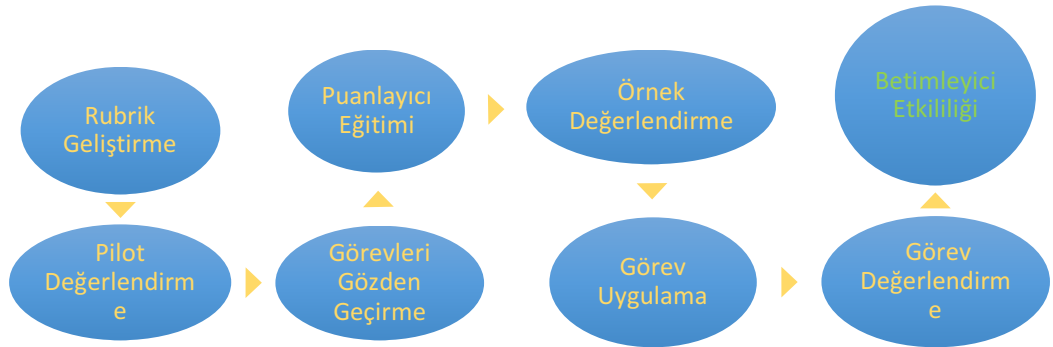 Rubrik
Geliştirme
Pilot
Değerlendirm
e
Görevleri
Gözden
Geçirme
Puanlayıcı
Eğitimi
Örnek
Değerlendirme
Görev
Uygulama
Görev
Değerlendirm
e
Betimleyici
Etkililiği